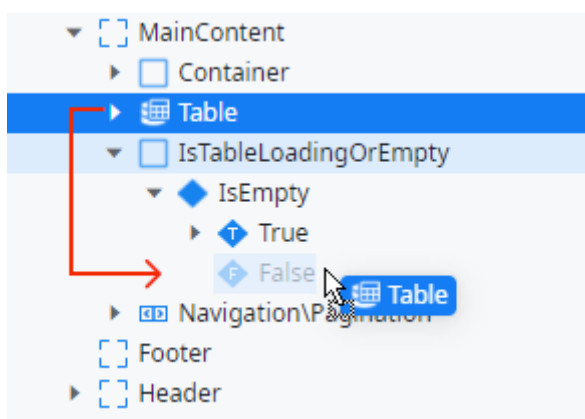 MainContent
Container
Table
IsTableLoadingOrEmpty
IsEmpty
T True
F False
Table
Navigation\Pagination
Footer
Header